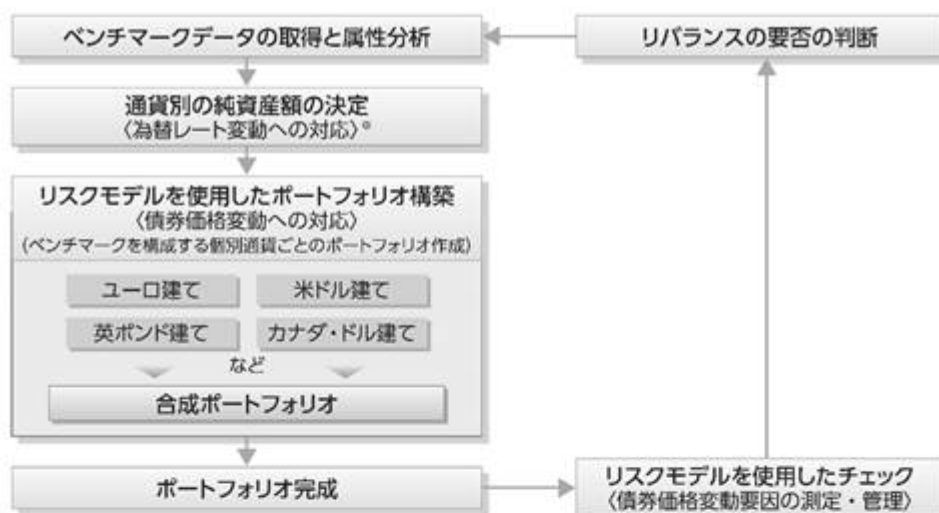 ベンチマークデータの取得と属性分析
リバランスの要否の判断
通貨別の純資産額の決定
〈為替レート変動への対応〉*
リスクモデルを使用したポートフォリオ構築
〈債券価格変動への対応〉
(ベンチマークを構成する個別通貨ごとのポートフォリオ作成)
ユーロ建て
米ドル建て
英ポンド建て
カナダ・ドル建て
など
合成ポートフォリオ
ポートフォリオ完成
リスクモデルを使用したチェック
〈債券価格変動要因の測定・管理〉